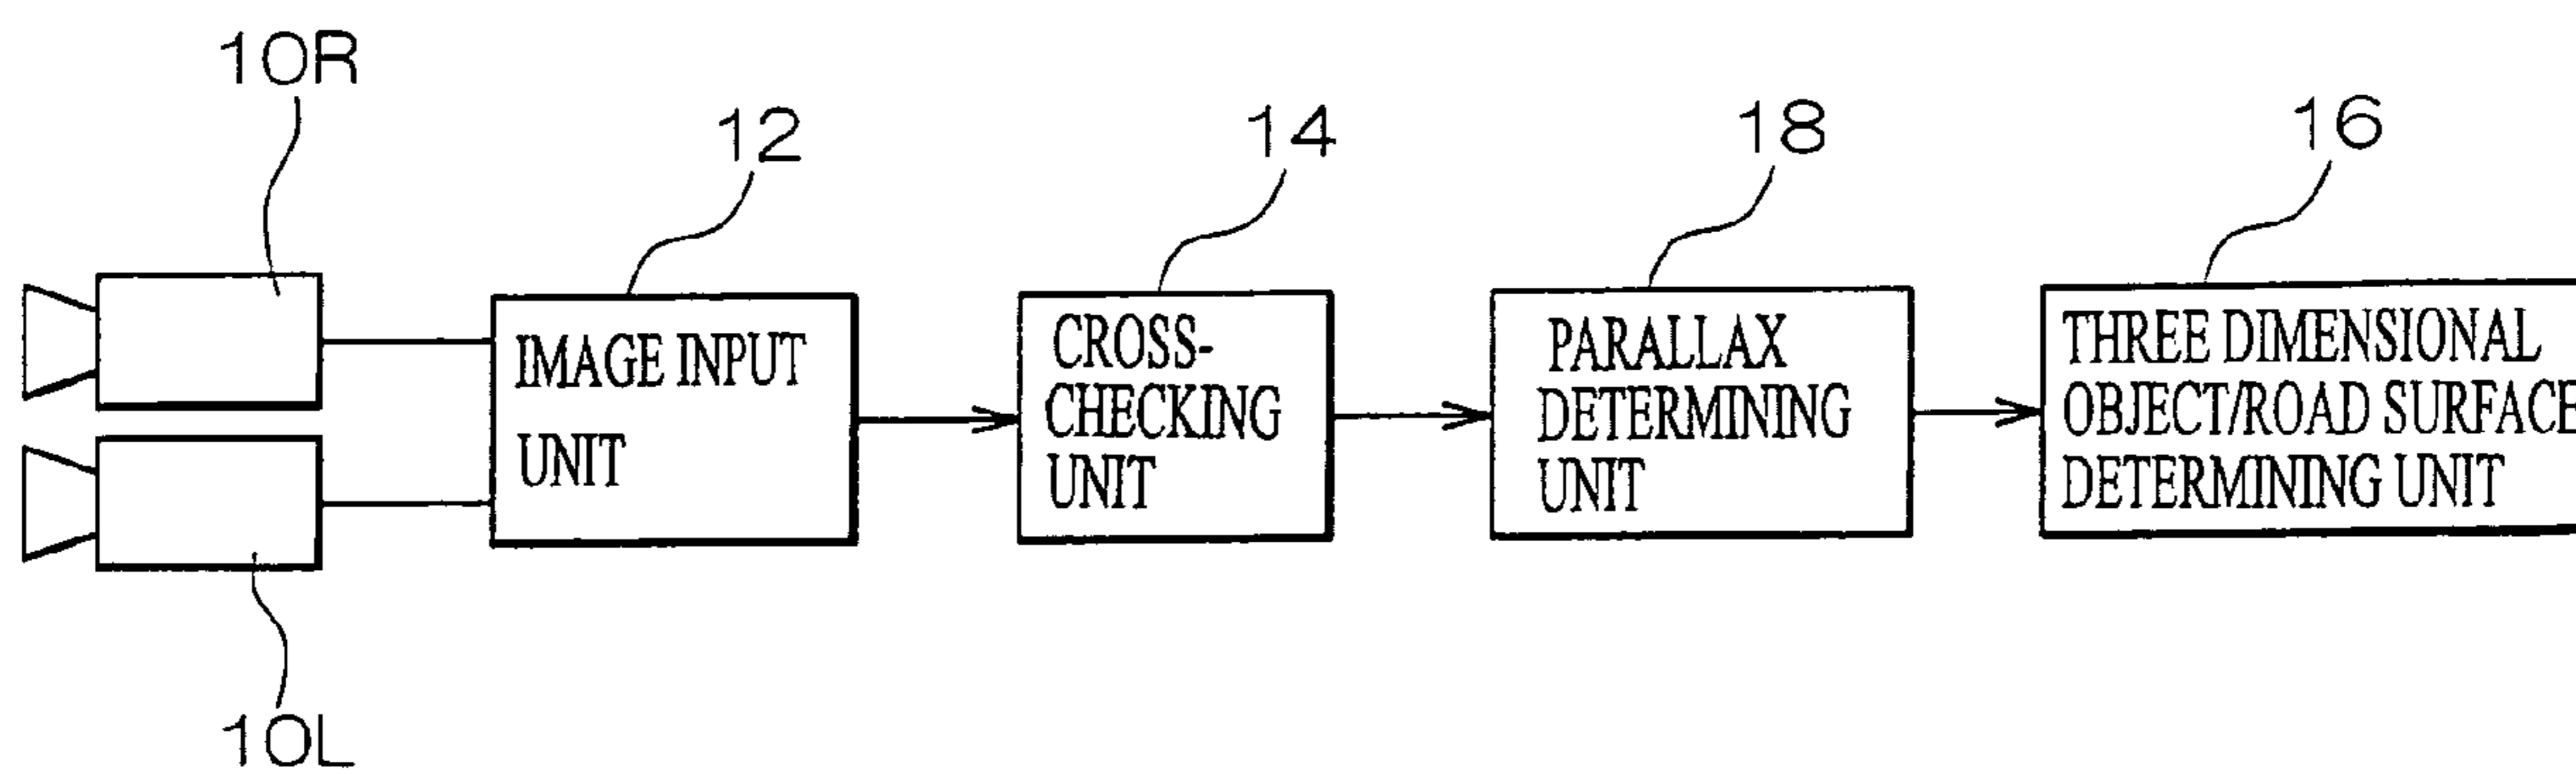 10R
12
14
18
16
IMAGE INPUT
UNIT
CROSS-
CHECKING
UNIT
PARALLAX
DETERMINING
UNIT
THREE DIMENSIONAL
OBJECT/ROAD SURFACE
DETERMINING UNIT
10L